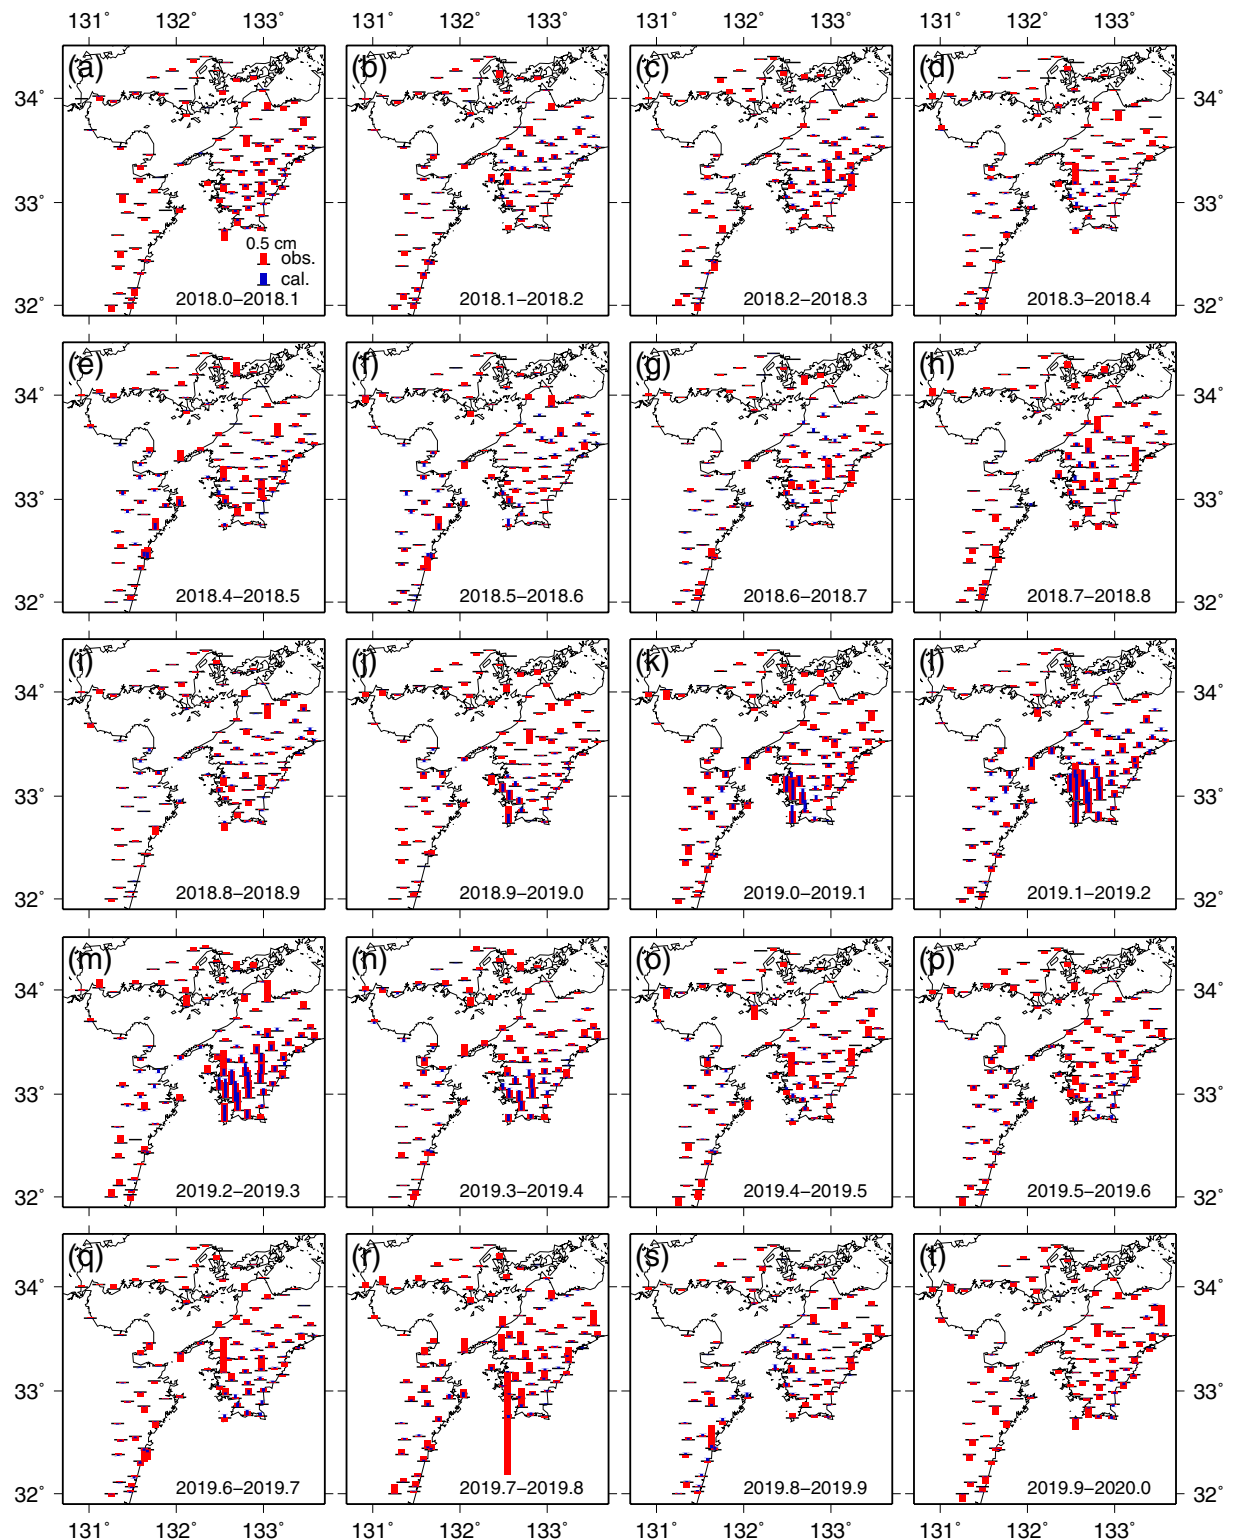 131° 132° 133° 131° 132° 133° 131° 132° 133° 131° 132° 133°
(a) (b) (c) (d)
34° 34°
33° 33°
0.5 cm
obs.
cal.
2018.0–2018.1 2018.1–2018.2 2018.2–2018.3 2018.3–2018.4
32° 32°
(e) (f) (g) (h)
34° 34°
33° 33°
2018.4–2018.5 2018.5–2018.6 2018.6–2018.7 2018.7–2018.8
32° 32°
(i) (j) (k) (l)
34° 34°
33° 33°
2018.8–2018.9 2018.9–2019.0 2019.0–2019.1 2019.1–2019.2
32° 32°
(m) (n) (o) (p)
34° 34°
33° 33°
2019.2–2019.3 2019.3–2019.4 2019.4–2019.5 2019.5–2019.6
32° 32°
(q) (r) (s) (t)
34° 34°
33° 33°
2019.6–2019.7 2019.7–2019.8 2019.8–2019.9 2019.9–2020.0
32° 32°
131° 132° 133° 131° 132° 133° 131° 132° 133° 131° 132° 133°